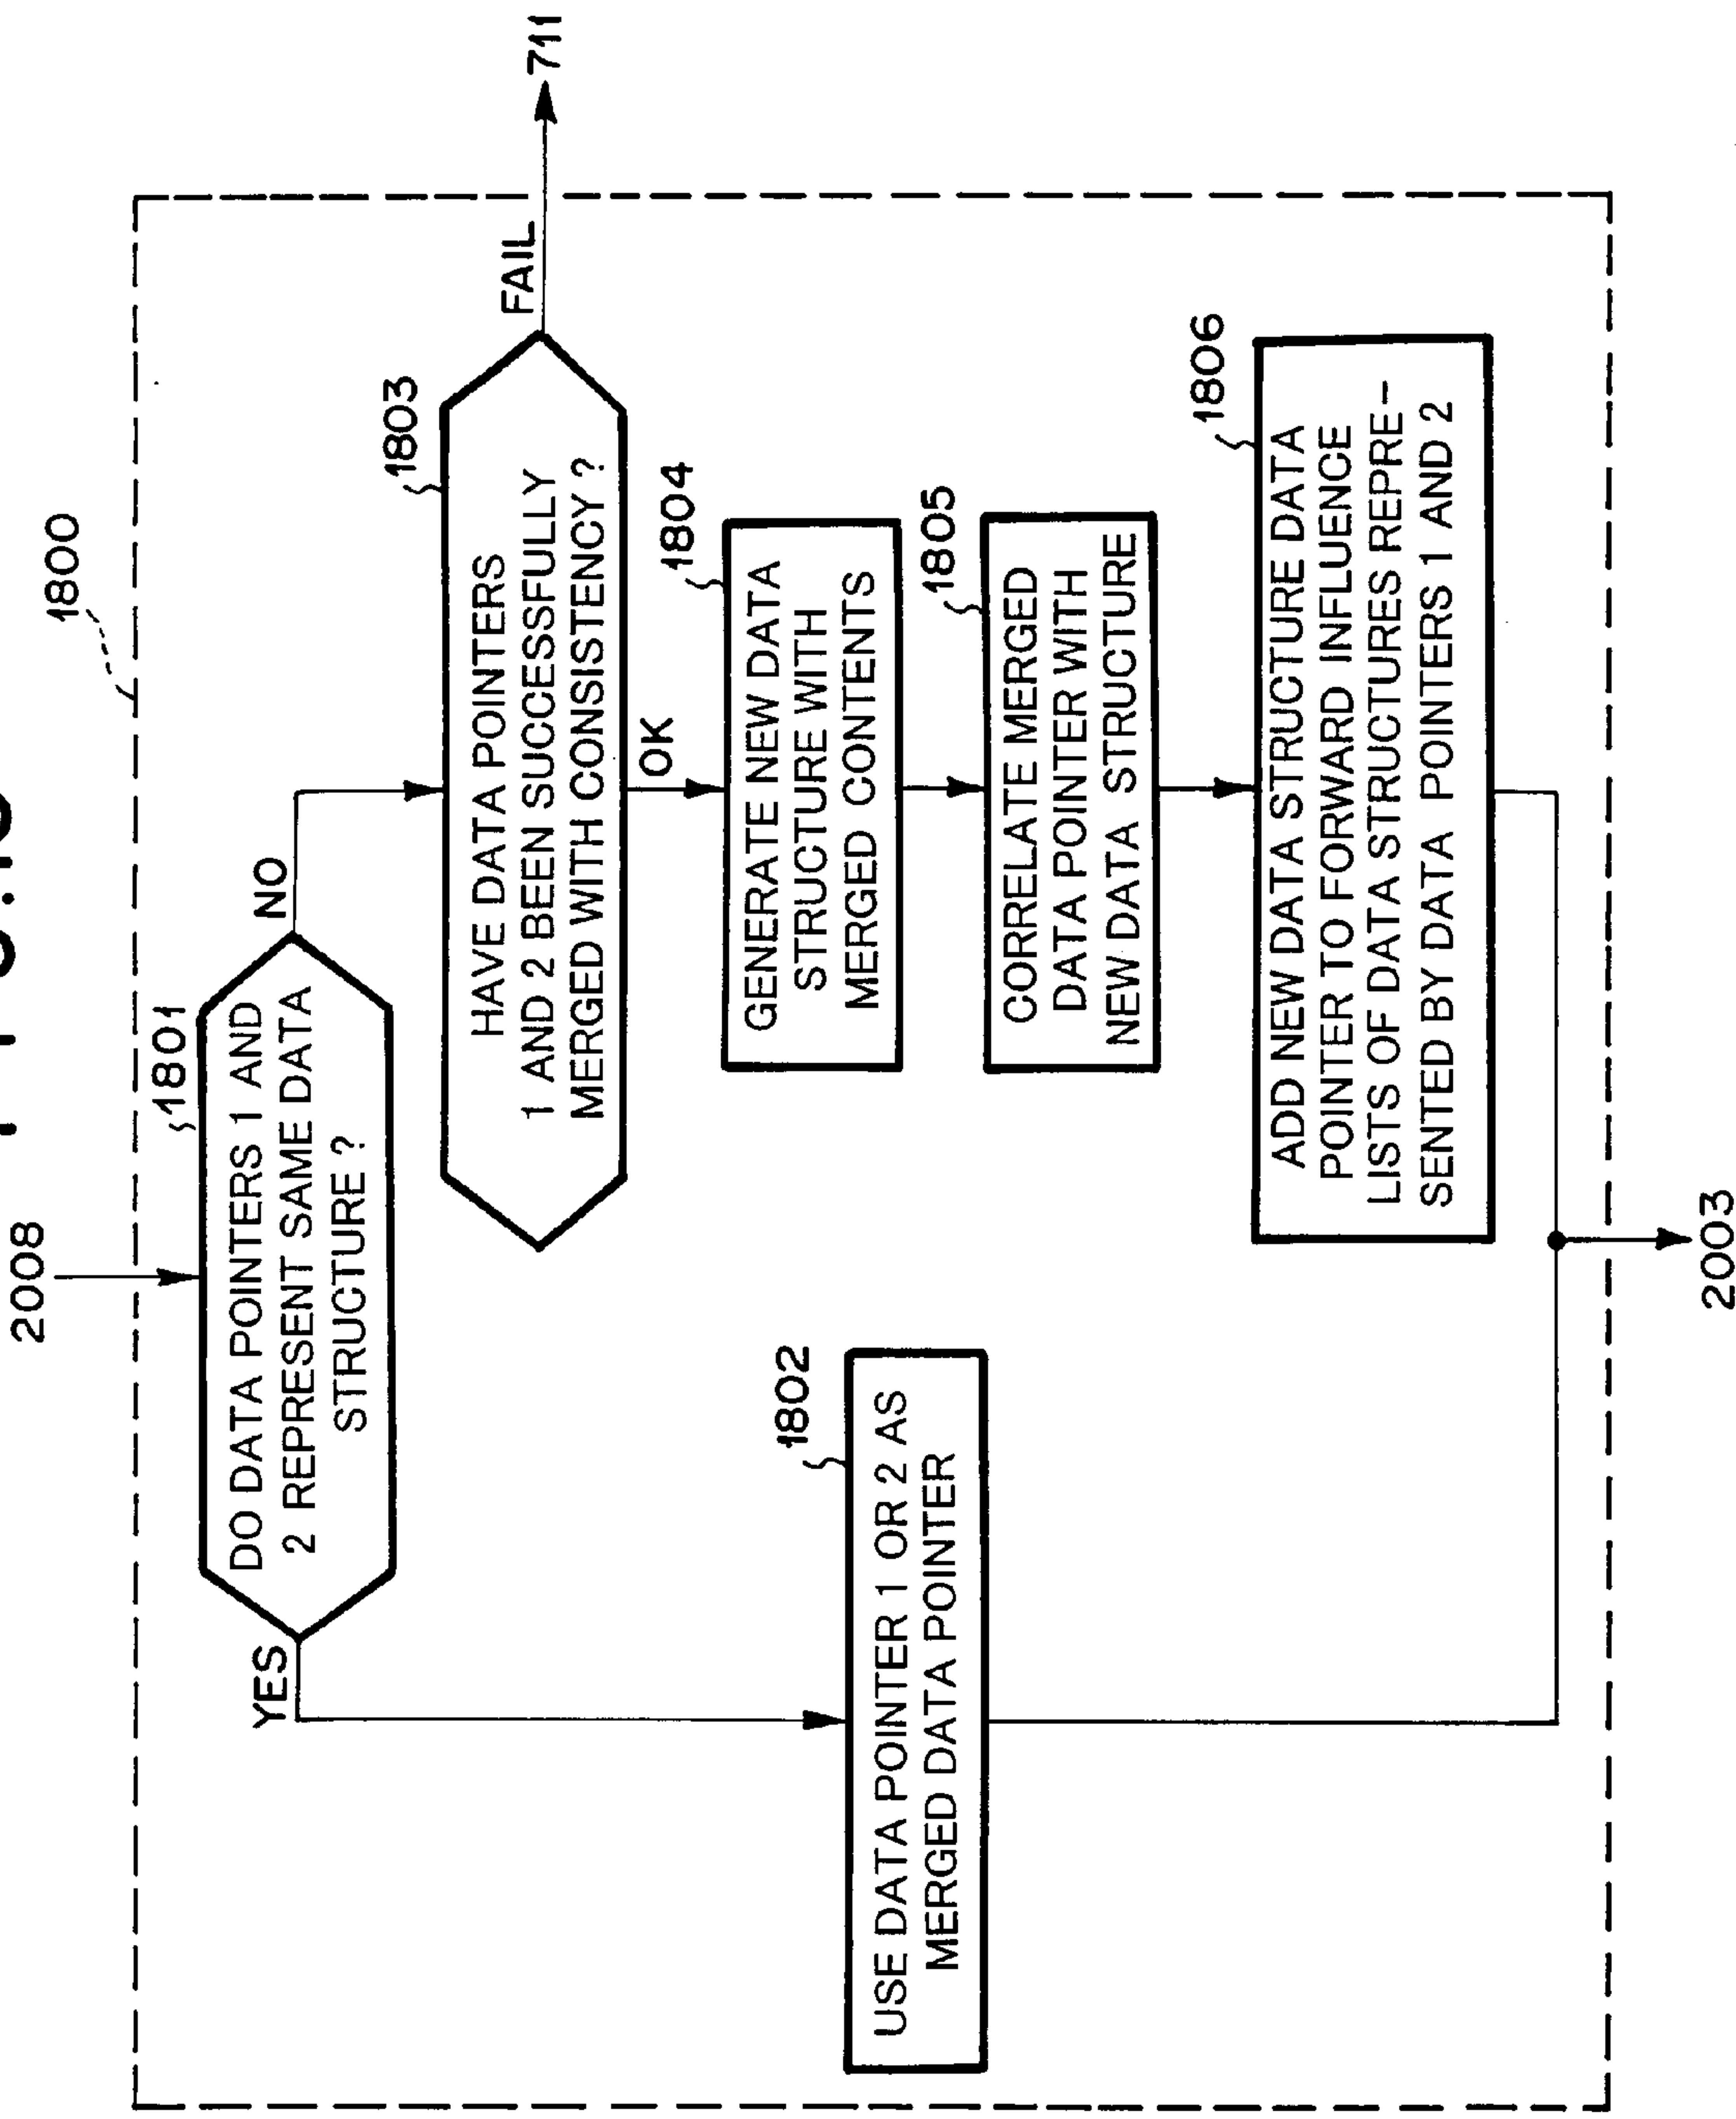 2008
1800
1801
DO DATA POINTERS 1 AND
2 REPRESENT SAME DATA
STRUCTURE ?
YES
NO
1802
USE DATA POINTER 1 OR 2 AS
MERGED DATA POINTER
1803
HAVE DATA POINTERS
1 AND 2 BEEN SUCCESSFULLY
MERGED WITH CONSISTENCY ?
FAIL
711
OK
1804
GENERATE NEW DATA
STRUCTURE WITH
MERGED CONTENTS
1805
CORRELATE MERGED
DATA POINTER WITH
NEW DATA STRUCTURE
1806
ADD NEW DATA STRUCTURE DATA
POINTER TO FORWARD INFLUENCE
LISTS OF DATA STRUCTURES REPRE-
SENTED BY DATA POINTERS 1 AND 2
2003